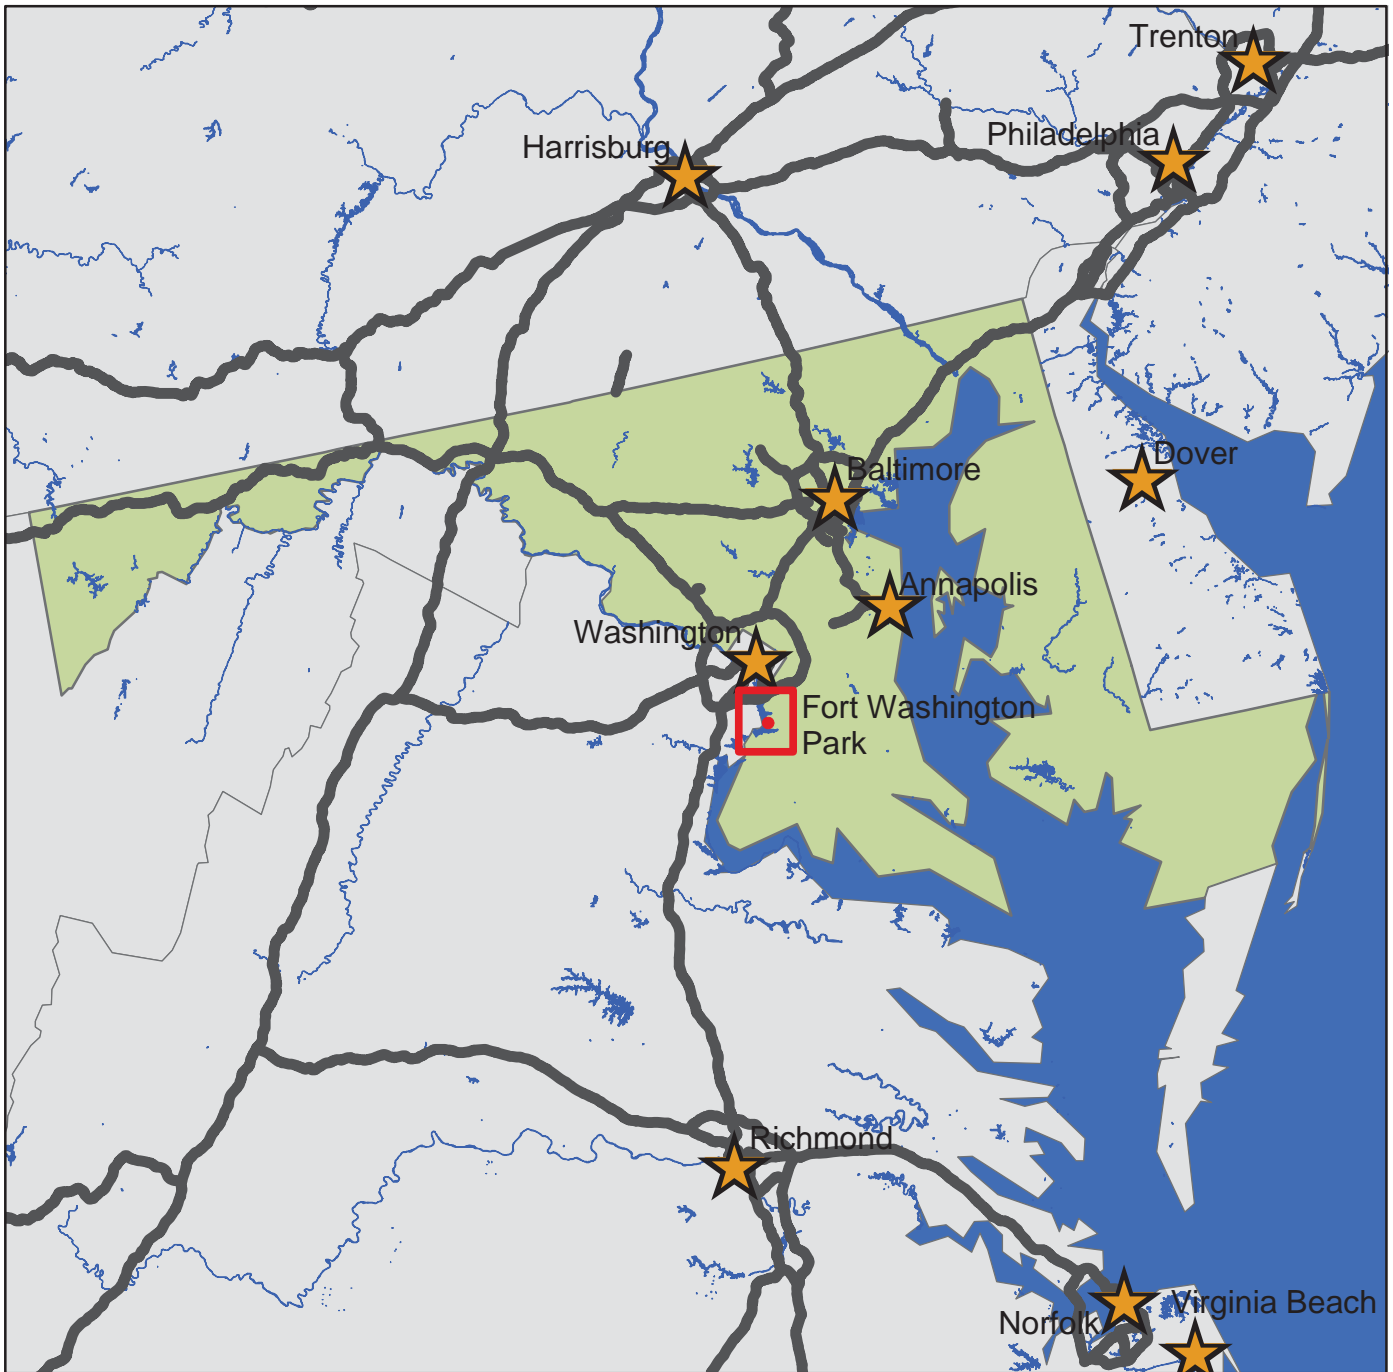 Trenton
Philadelphia
Harrisburg
Dover
Baltimore
Annapolis
Washington
Fort Washington
Park
Richmond
Virginia Beach
Norfolk